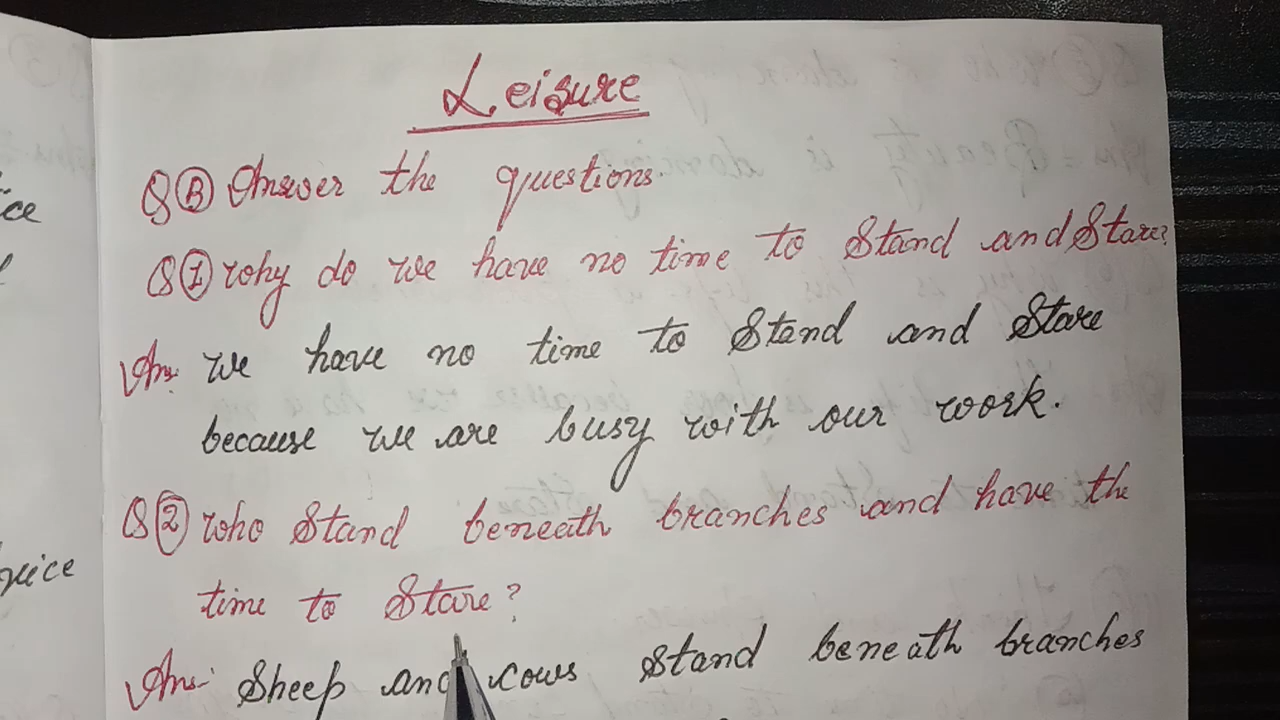 Leisure
Q(B) Answer the questions.
Q(1) why do we have no time to Stand and Stare?
Ans. we have no time to Stand and Stare
because we are busy with our work.
Q(2) who Stand beneath branches and have the
time to Stare?
Ans:- Sheep and cows stand beneath branches